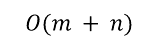 O(m + n)